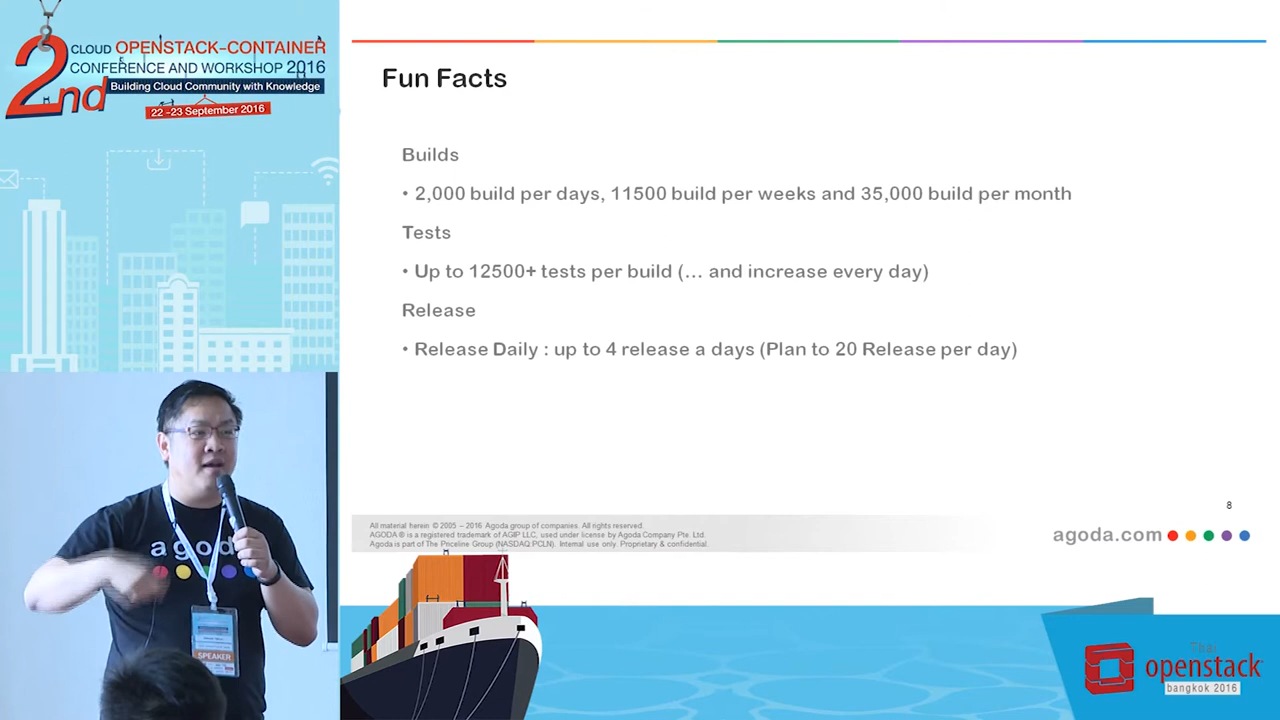 2nd
CLOUD OPENSTACK-CONTAINER
CONFERENCE AND WORKSHOP 2016
Building Cloud Community with Knowledge
22 -23 September 2016
Fun Facts
Builds
• 2,000 build per days, 11500 build per weeks and 35,000 build per month
Tests
• Up to 12500+ tests per build (... and increase every day)
Release
• Release Daily : up to 4 release a days (Plan to 20 Release per day)
8
All material herein © 2005 – 2016 Agoda group of companies. All rights reserved.
AGODA ® is a registered trademark of AGIP LLC, used under license by Agoda Company Pte. Ltd.
Agoda is part of The Priceline Group (NASDAQ:PCLN). Internal use only. Proprietary & confidential.
agoda.com
agoda
SPEAKER
Thai
openstack
bangkok 2016